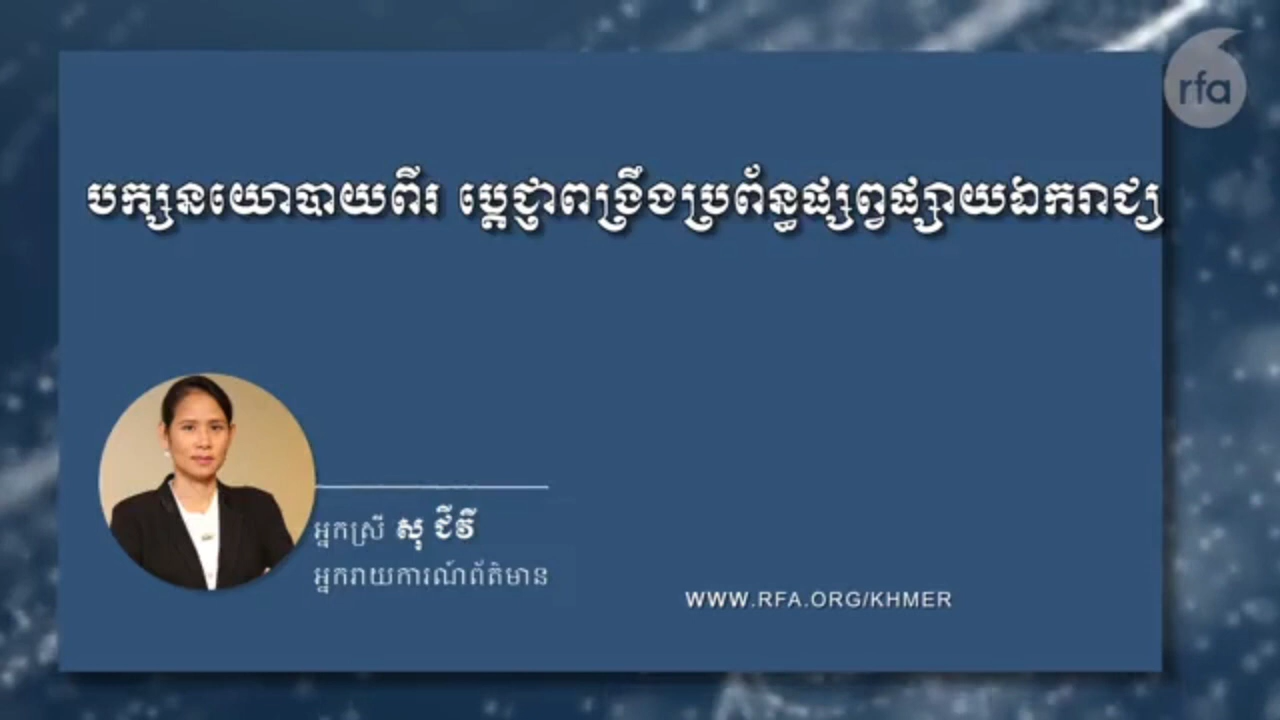 rfa
បក្សនយោបាយពីរ ប្ដេជ្ញាពង្រឹងប្រព័ន្ធផ្សព្វផ្សាយឯករាជ្យ
អ្នកស្រី សុ ជីវី
អ្នករាយការណ៍ព័ត៌មាន
WWW.RFA.ORG/KHMER